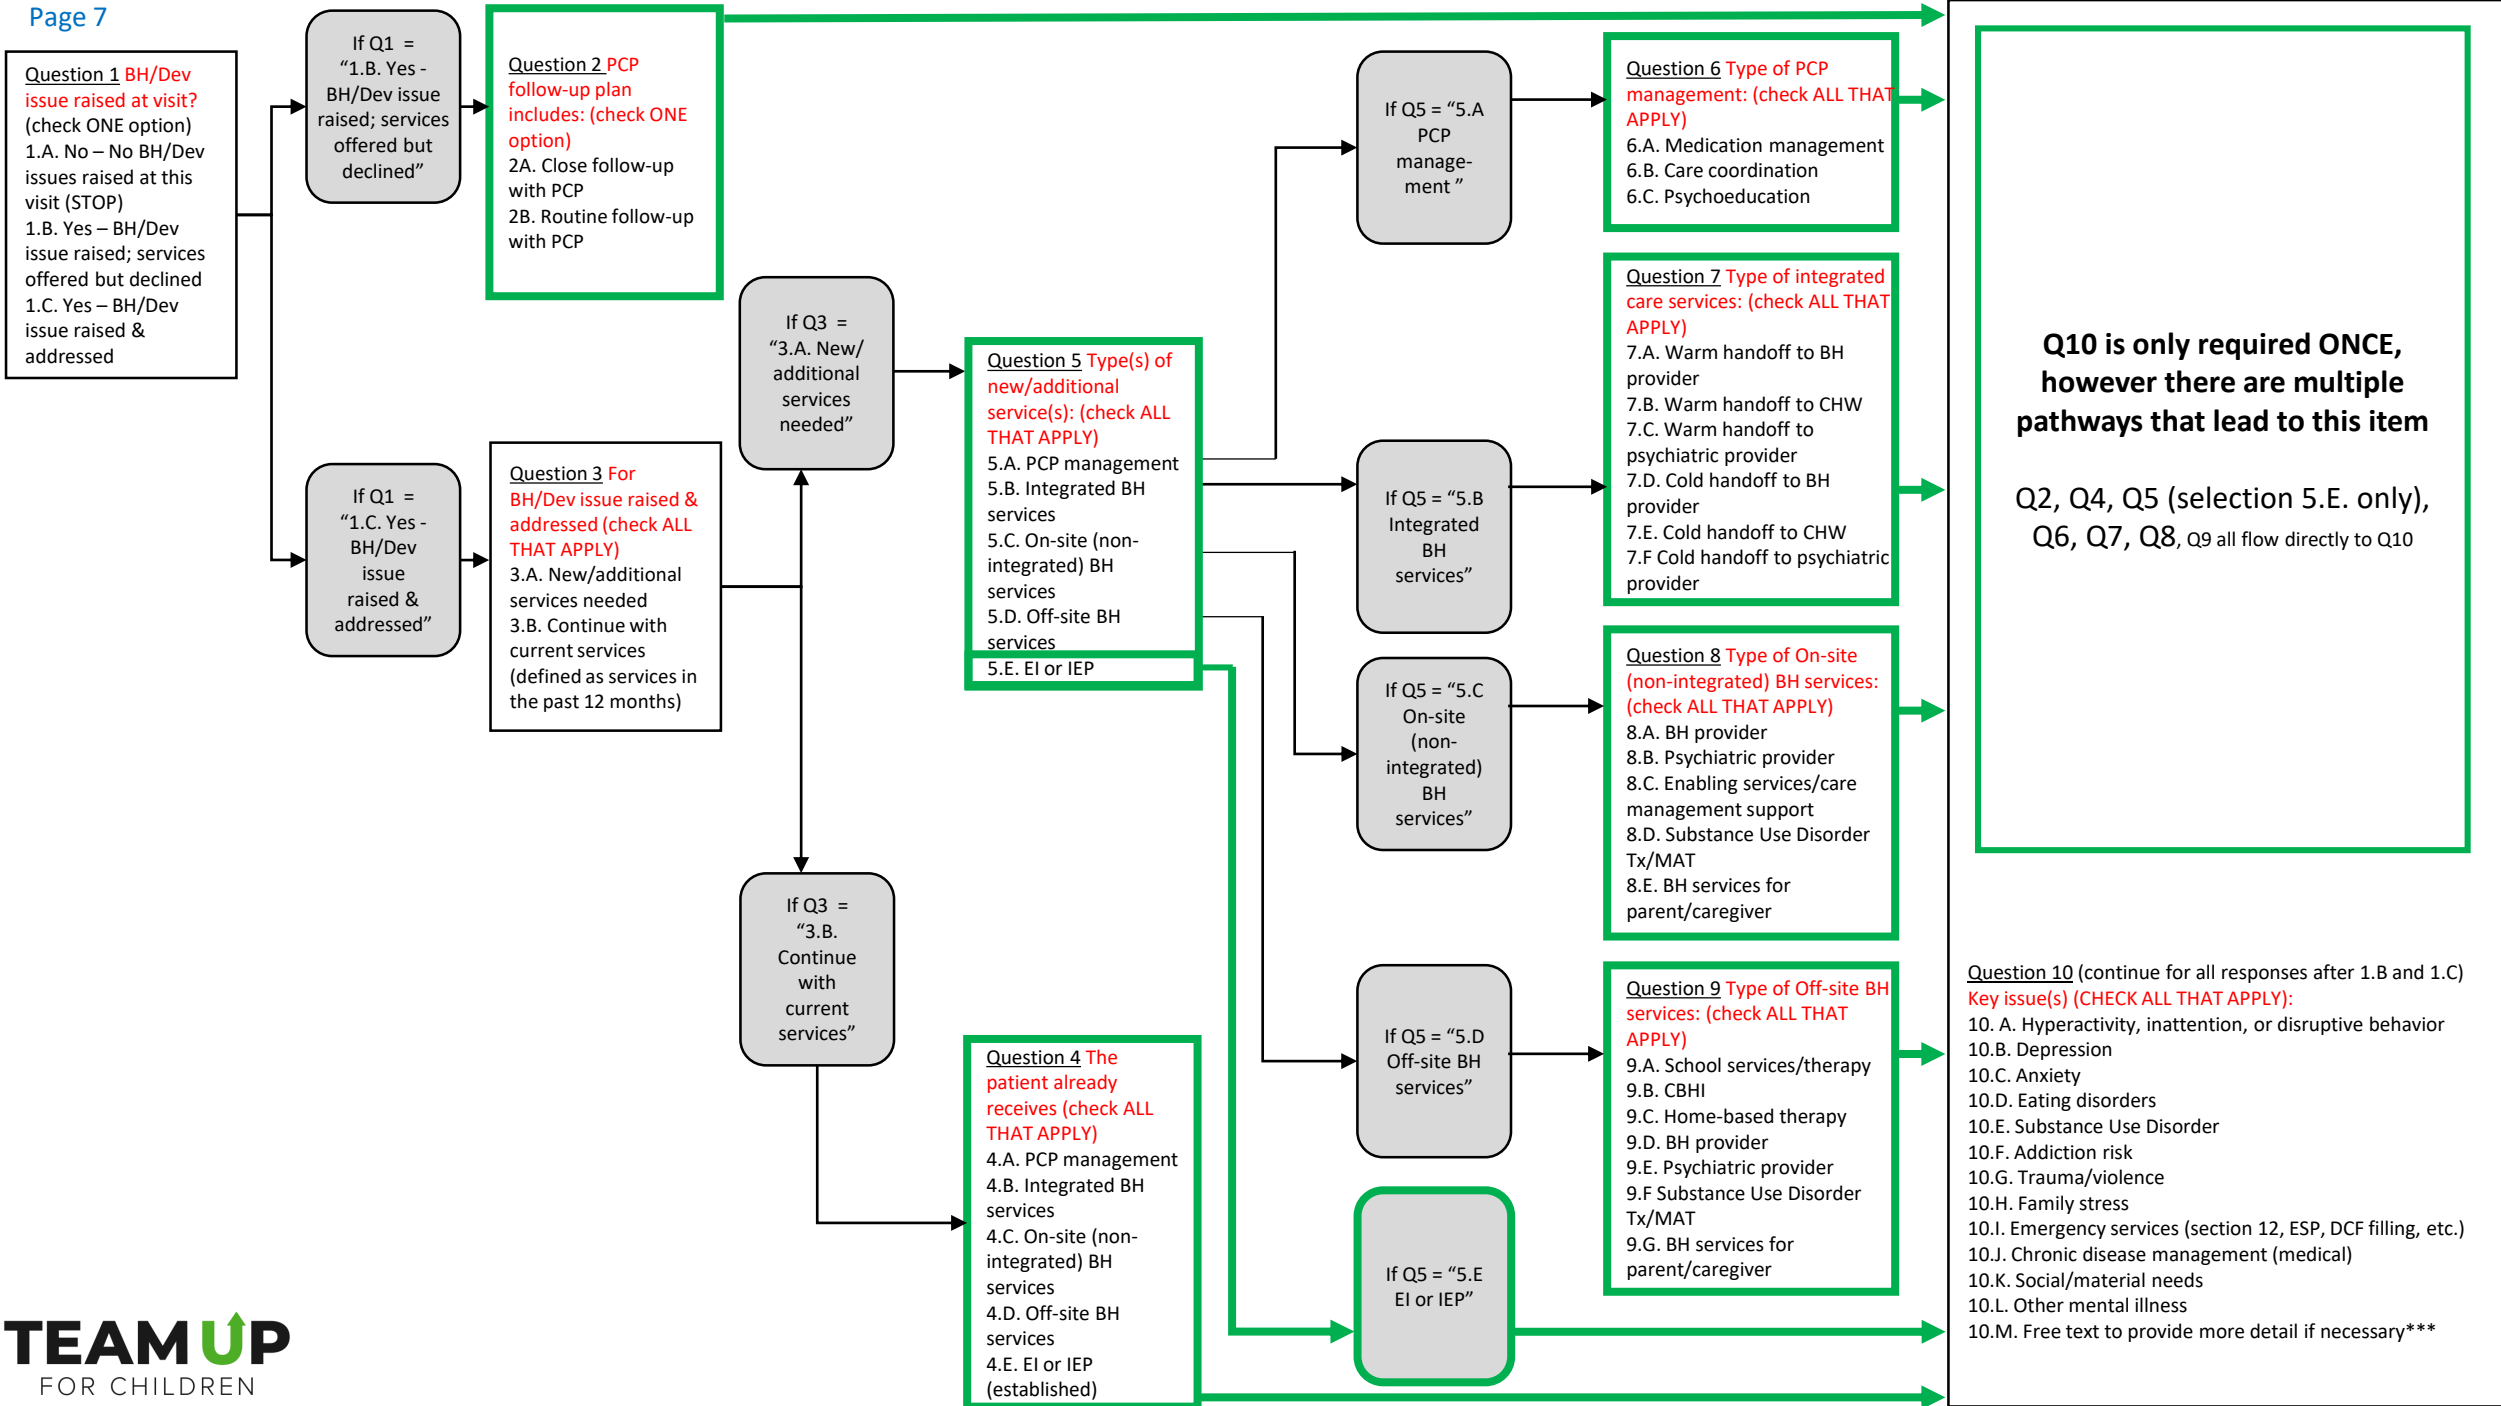 Page 7
Question 1 BH/Dev
issue raised at visit?
(check ONE option)
1.A. No – No BH/Dev
issues raised at this
visit (STOP)
1.B. Yes – BH/Dev
issue raised; services
offered but declined
1.C. Yes – BH/Dev
issue raised &
addressed
If Q1 =
“1.B. Yes -
BH/Dev issue
raised; services
offered but
declined”
Question 2 PCP
follow-up plan
includes: (check ONE
option)
2A. Close follow-up
with PCP
2B. Routine follow-up
with PCP
If Q1 =
“1.C. Yes -
BH/Dev
issue
raised &
addressed”
Question 3 For
BH/Dev issue raised &
addressed (check ALL
THAT APPLY)
3.A. New/additional
services needed
3.B. Continue with
current services
(defined as services in
the past 12 months)
If Q3 =
“3.A. New/
additional
services
needed”
If Q3 =
“3.B.
Continue
with
current
services”
Question 5 Type(s) of
new/additional
service(s): (check ALL
THAT APPLY)
5.A. PCP management
5.B. Integrated BH
services
5.C. On-site (non-
integrated) BH
services
5.D. Off-site BH
services
5.E. EI or IEP
Question 4 The
patient already
receives (check ALL
THAT APPLY)
4.A. PCP management
4.B. Integrated BH
services
4.C. On-site (non-
integrated) BH
services
4.D. Off-site BH
services
4.E. EI or IEP
(established)
If Q5 = “5.A
PCP
manage-
ment ”
If Q5 = “5.B
Integrated
BH
services”
If Q5 = “5.C
On-site
(non-
integrated)
BH
services”
If Q5 = “5.D
Off-site BH
services”
If Q5 = “5.E
EI or IEP”
Question 6 Type of PCP
management: (check ALL THAT
APPLY)
6.A. Medication management
6.B. Care coordination
6.C. Psychoeducation
Question 7 Type of integrated
care services: (check ALL THAT
APPLY)
7.A. Warm handoff to BH
provider
7.B. Warm handoff to CHW
7.C. Warm handoff to
psychiatric provider
7.D. Cold handoff to BH
provider
7.E. Cold handoff to CHW
7.F Cold handoff to psychiatric
provider
Question 8 Type of On-site
(non-integrated) BH services:
(check ALL THAT APPLY)
8.A. BH provider
8.B. Psychiatric provider
8.C. Enabling services/care
management support
8.D. Substance Use Disorder
Tx/MAT
8.E. BH services for
parent/caregiver
Question 9 Type of Off-site BH
services: (check ALL THAT
APPLY)
9.A. School services/therapy
9.B. CBHI
9.C. Home-based therapy
9.D. BH provider
9.E. Psychiatric provider
9.F Substance Use Disorder
Tx/MAT
9.G. BH services for
parent/caregiver
Q10 is only required ONCE,
however there are multiple
pathways that lead to this item
Q2, Q4, Q5 (selection 5.E. only),
Q6, Q7, Q8, Q9 all flow directly to Q10
Question 10 (continue for all responses after 1.B and 1.C)
Key issue(s) (CHECK ALL THAT APPLY):
10. A. Hyperactivity, inattention, or disruptive behavior
10.B. Depression
10.C. Anxiety
10.D. Eating disorders
10.E. Substance Use Disorder
10.F. Addiction risk
10.G. Trauma/violence
10.H. Family stress
10.I. Emergency services (section 12, ESP, DCF filling, etc.)
10.J. Chronic disease management (medical)
10.K. Social/material needs
10.L. Other mental illness
10.M. Free text to provide more detail if necessary***
TEAM UP
FOR CHILDREN